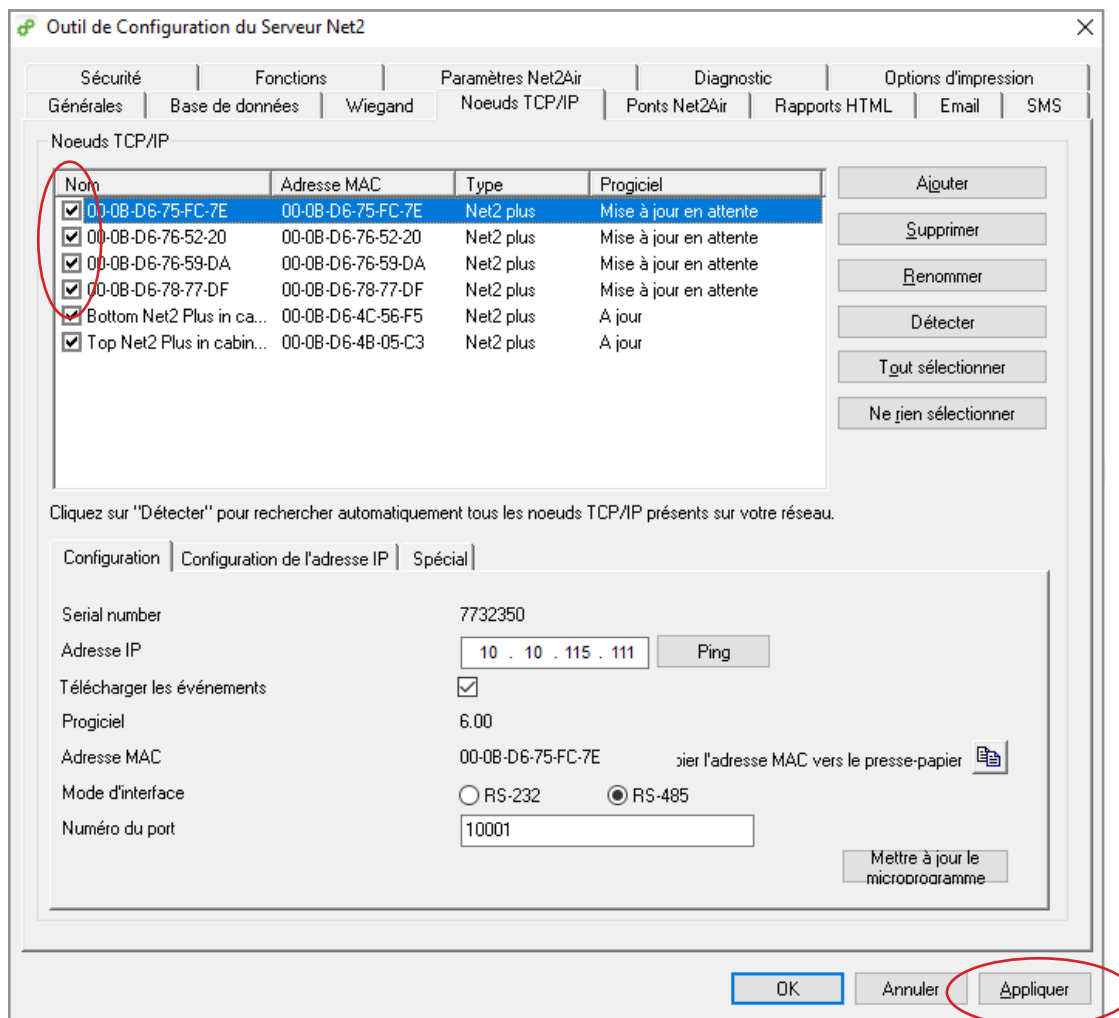 Outil de Configuration du Serveur Net2
Sécurité Fonctions Paramètres Net2Air Diagnostic Options d'impression
Générales Base de données Wiegand Noeuds TCP/IP Ponts Net2Air Rapports HTML Email SMS
Noeuds TCP/IP
Nom Adresse MAC Type Progiciel
00-0B-D6-75-FC-7E 00-0B-D6-75-FC-7E Net2 plus Mise à jour en attente
00-0B-D6-76-52-20 00-0B-D6-76-52-20 Net2 plus Mise à jour en attente
00-0B-D6-76-59-DA 00-0B-D6-76-59-DA Net2 plus Mise à jour en attente
00-0B-D6-78-77-DF 00-0B-D6-78-77-DF Net2 plus Mise à jour en attente
Bottom Net2 Plus in ca... 00-0B-D6-4C-56-F5 Net2 plus A jour
Top Net2 Plus in cabin... 00-0B-D6-4B-05-C3 Net2 plus A jour
Ajouter
Supprimer
Renommer
Détecter
Tout sélectionner
Ne rien sélectionner
Cliquez sur "Détecter" pour rechercher automatiquement tous les noeuds TCP/IP présents sur votre réseau.
Configuration Configuration de l'adresse IP Spécial
Serial number 7732350
Adresse IP 10 . 10 . 115 . 111 Ping
Télécharger les événements
Progiciel 6.00
Adresse MAC 00-0B-D6-75-FC-7E pier l'adresse MAC vers le presse-papier
Mode d'interface RS-232 RS-485
Numéro du port 10001
Mettre à jour le
microprogramme
OK Annuler Appliquer